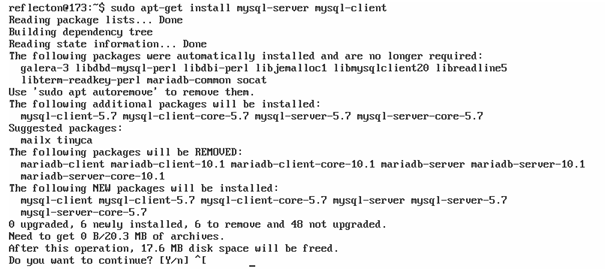 reflecton@173:~$ sudo apt-get install mysql-server mysql-client
Reading package lists... Done
Building dependency tree
Reading state information... Done
The following packages were automatically installed and are no longer required:
  galera-3 libdbd-mysql-perl libdbi-perl libjemalloc1 libmysqlclient20 libreadline5
  libterm-readkey-perl mariadb-common socat
Use 'sudo apt autoremove' to remove them.
The following additional packages will be installed:
  mysql-client-5.7 mysql-client-core-5.7 mysql-server-5.7 mysql-server-core-5.7
Suggested packages:
  mailx tinyca
The following packages will be REMOVED:
  mariadb-client mariadb-client-10.1 mariadb-client-core-10.1 mariadb-server mariadb-server-10.1
  mariadb-server-core-10.1
The following NEW packages will be installed:
  mysql-client mysql-client-5.7 mysql-client-core-5.7 mysql-server mysql-server-5.7
  mysql-server-core-5.7
0 upgraded, 6 newly installed, 6 to remove and 48 not upgraded.
Need to get 0 B/20.3 MB of archives.
After this operation, 17.6 MB disk space will be freed.
Do you want to continue? [Y/n] ^[